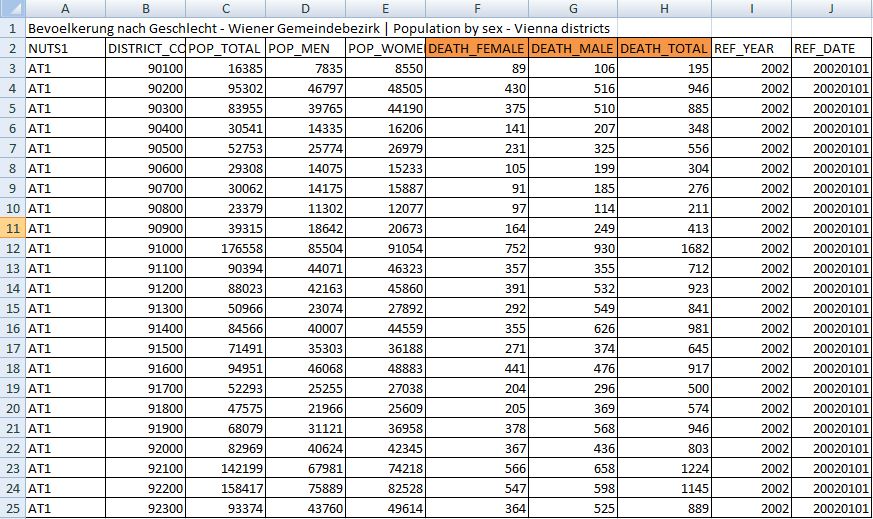 A B C D E F G H I J
1 Bevoelkerung nach Geschlecht - Wiener Gemeindebezirk | Population by sex - Vienna districts
2 NUTS1 DISTRICT_CO POP_TOTAL POP_MEN POP_WOME DEATH_FEMALE DEATH_MALE DEATH_TOTAL REF_YEAR REF_DATE
3 AT1 90100 16385 7835 8550 89 106 195 2002 20020101
4 AT1 90200 95302 46797 48505 430 516 946 2002 20020101
5 AT1 90300 83955 39765 44190 375 510 885 2002 20020101
6 AT1 90400 30541 14335 16206 141 207 348 2002 20020101
7 AT1 90500 52753 25774 26979 231 325 556 2002 20020101
8 AT1 90600 29308 14075 15233 105 199 304 2002 20020101
9 AT1 90700 30062 14175 15887 91 185 276 2002 20020101
10 AT1 90800 23379 11302 12077 97 114 211 2002 20020101
11 AT1 90900 39315 18642 20673 164 249 413 2002 20020101
12 AT1 91000 176558 85504 91054 752 930 1682 2002 20020101
13 AT1 91100 90394 44071 46323 357 355 712 2002 20020101
14 AT1 91200 88023 42163 45860 391 532 923 2002 20020101
15 AT1 91300 50966 23074 27892 292 549 841 2002 20020101
16 AT1 91400 84566 40007 44559 355 626 981 2002 20020101
17 AT1 91500 71491 35303 36188 271 374 645 2002 20020101
18 AT1 91600 94951 46068 48883 441 476 917 2002 20020101
19 AT1 91700 52293 25255 27038 204 296 500 2002 20020101
20 AT1 91800 47575 21966 25609 205 369 574 2002 20020101
21 AT1 91900 68079 31121 36958 378 568 946 2002 20020101
22 AT1 92000 82969 40624 42345 367 436 803 2002 20020101
23 AT1 92100 142199 67981 74218 566 658 1224 2002 20020101
24 AT1 92200 158417 75889 82528 547 598 1145 2002 20020101
25 AT1 92300 93374 43760 49614 364 525 889 2002 20020101